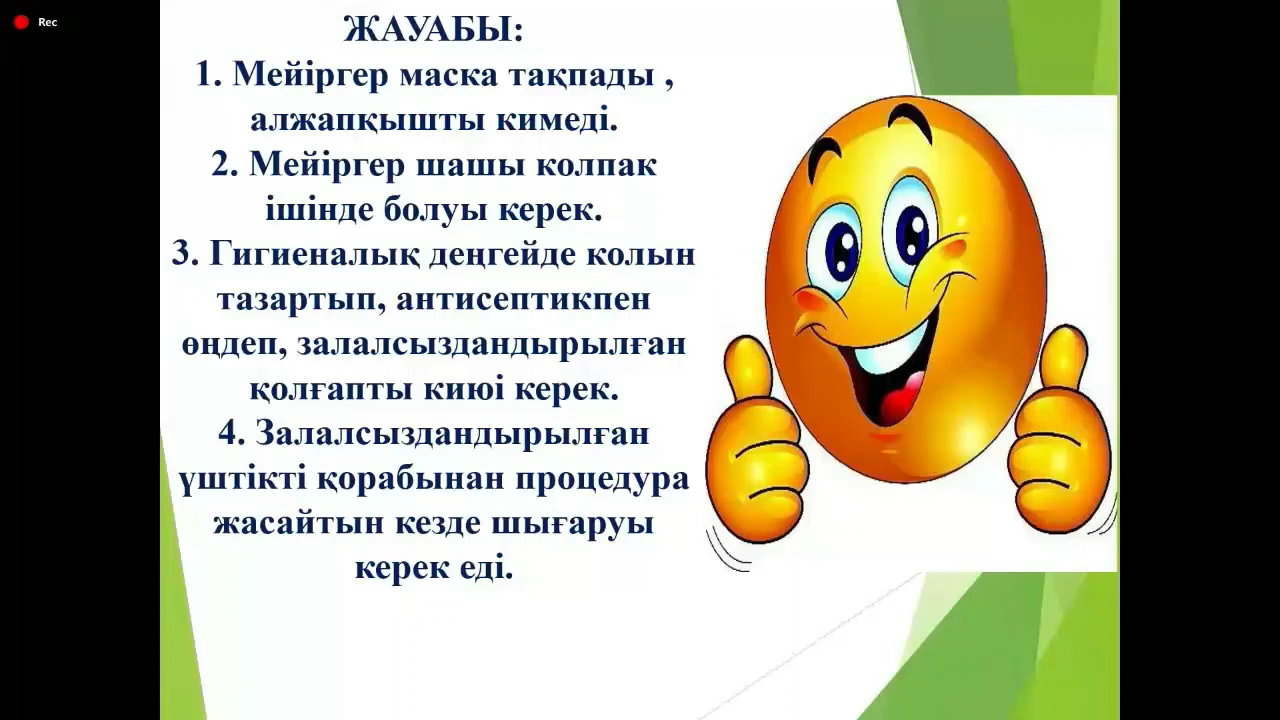 Rec
ЖАУАБЫ:
1. Мейіргер маска тақпады ,
алжапқышты кимеді.
2. Мейіргер шашы колпак
ішінде болуы керек.
3. Гигиеналық деңгейде колын
тазартып, антисептикпен
өңдеп, залалсыздандырылған
қолғапты киюі керек.
4. Залалсыздандырылған
үштікті қорабынан процедура
жасайтын кезде шығаруы
керек еді.